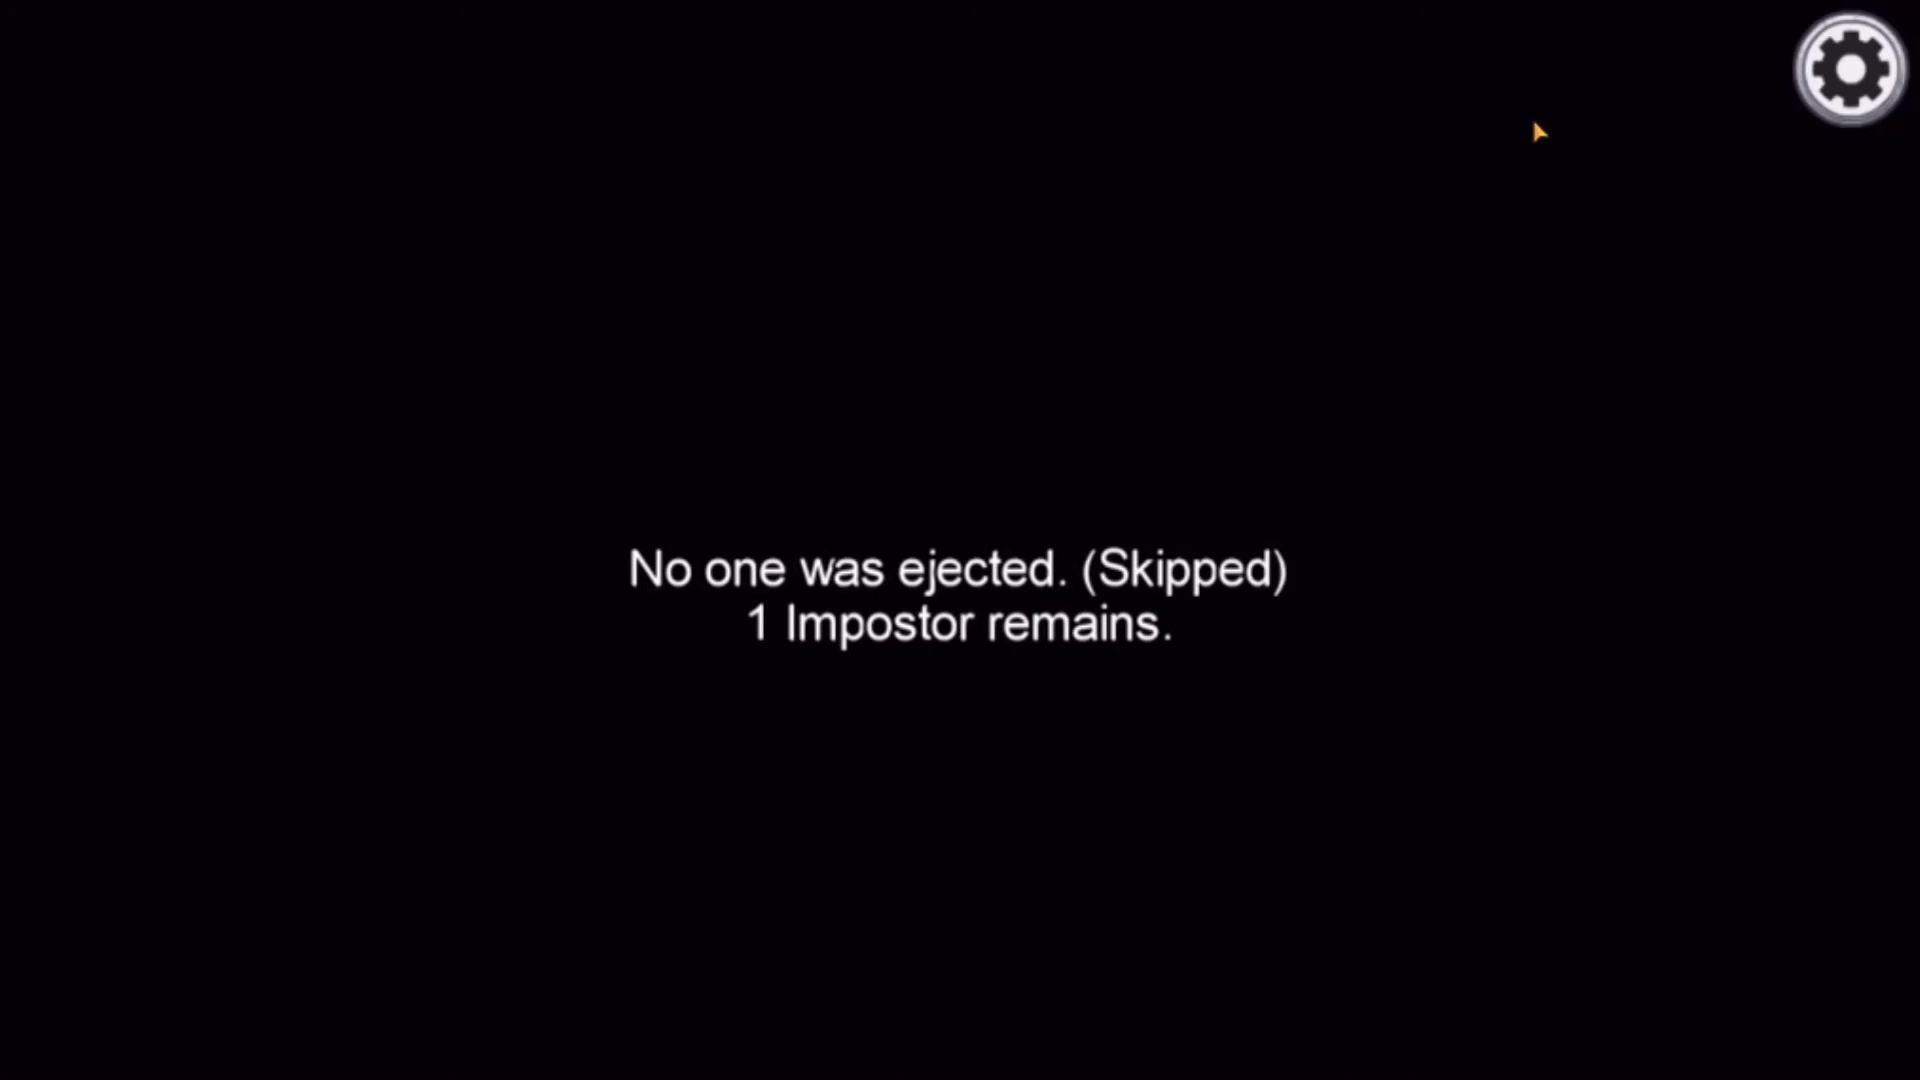 No one was ejected. (Skipped)
1 Impostor remains.